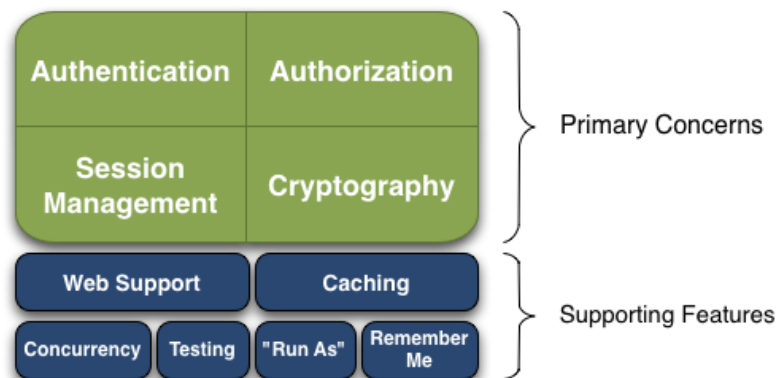 Authentication
Authorization
Primary Concerns
Session
Management
Cryptography
Web Support
Caching
Supporting Features
Concurrency
Testing
"Run As"
Remember
Me